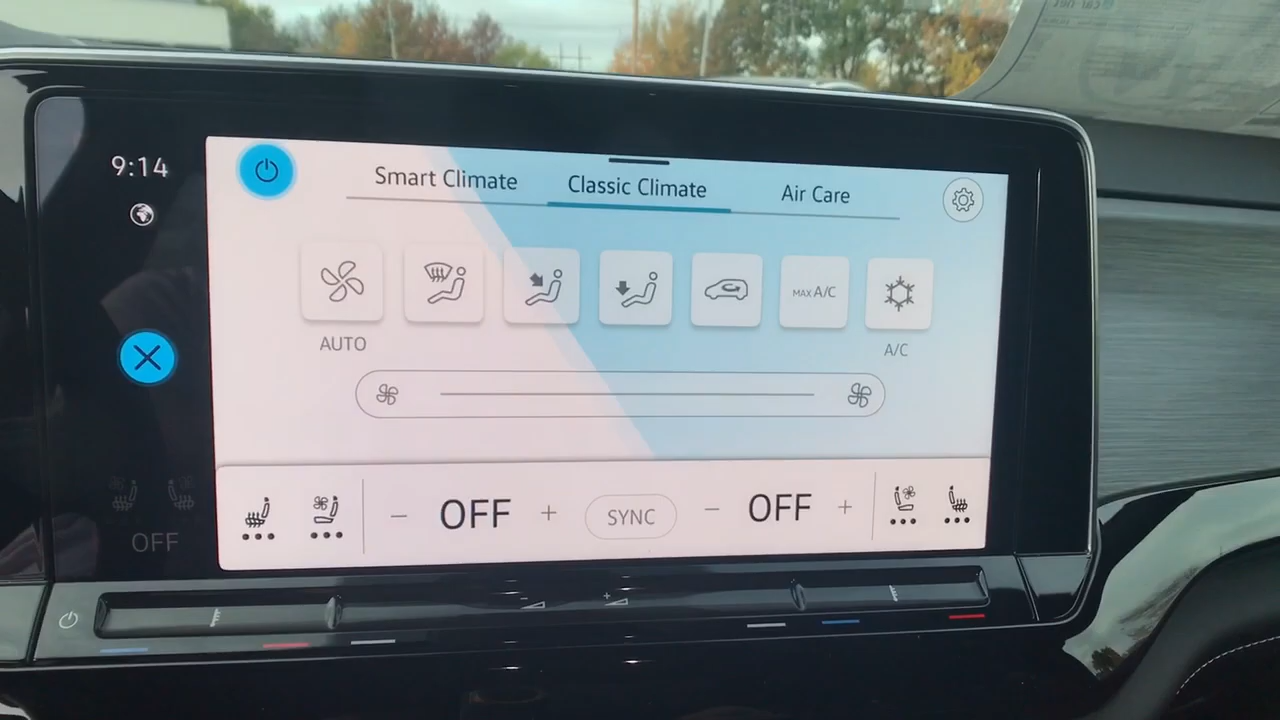 9:14
Smart Climate
Classic Climate
Air Care
MAX A/C
AUTO
A/C
OFF
SYNC
OFF
OFF